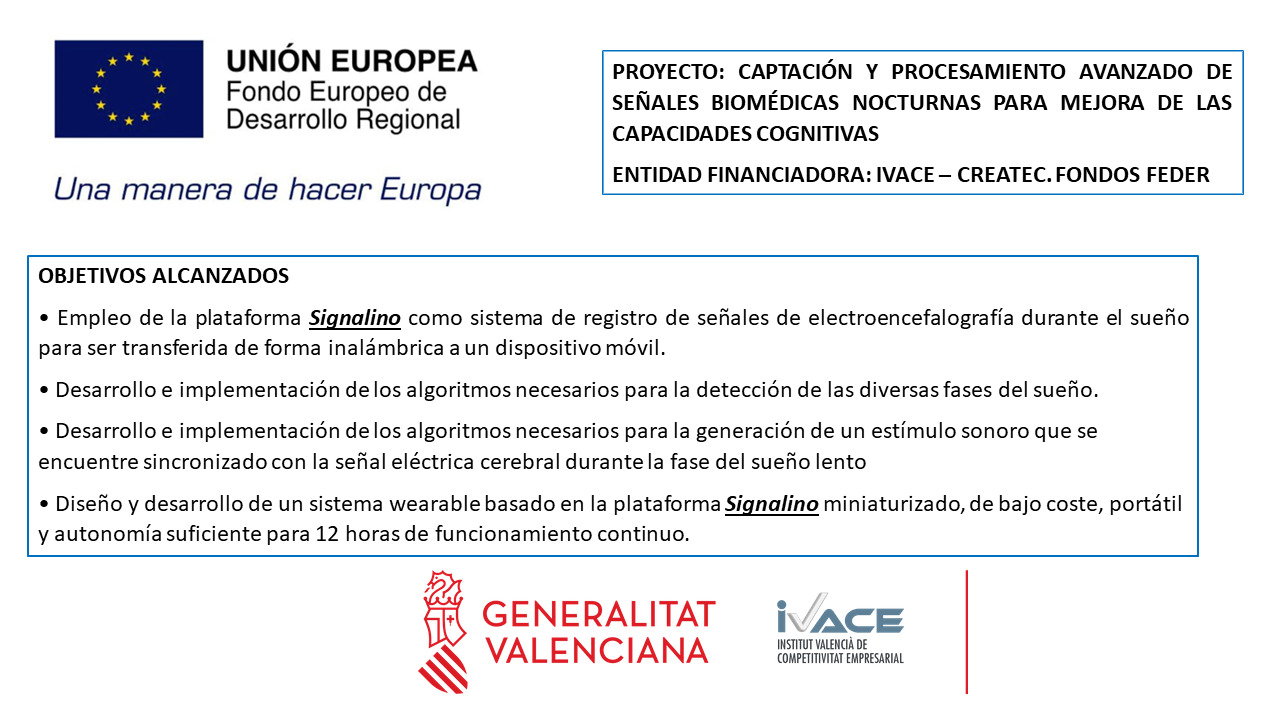 UNIÓN EUROPEA
Fondo Europeo de
Desarrollo Regional
Una manera de hacer Europa
PROYECTO: CAPTACIÓN Y PROCESAMIENTO AVANZADO DE
SEÑALES BIOMÉDICAS NOCTURNAS PARA MEJORA DE LAS
CAPACIDADES COGNITIVAS
ENTIDAD FINANCIADORA: IVACE – CREATEC. FONDOS FEDER
OBJETIVOS ALCANZADOS
• Empleo de la plataforma Signalino como sistema de registro de señales de electroencefalografía durante el sueño
para ser transferida de forma inalámbrica a un dispositivo móvil.
• Desarrollo e implementación de los algoritmos necesarios para la detección de las diversas fases del sueño.
• Desarrollo e implementación de los algoritmos necesarios para la generación de un estímulo sonoro que se
encuentre sincronizado con la señal eléctrica cerebral durante la fase del sueño lento
• Diseño y desarrollo de un sistema wearable basado en la plataforma Signalino miniaturizado, de bajo coste, portátil
y autonomía suficiente para 12 horas de funcionamiento continuo.
GENERALITAT
VALENCIANA
iVACE
INSTITUT VALENCIÀ DE
COMPETITIVITAT EMPRESARIAL